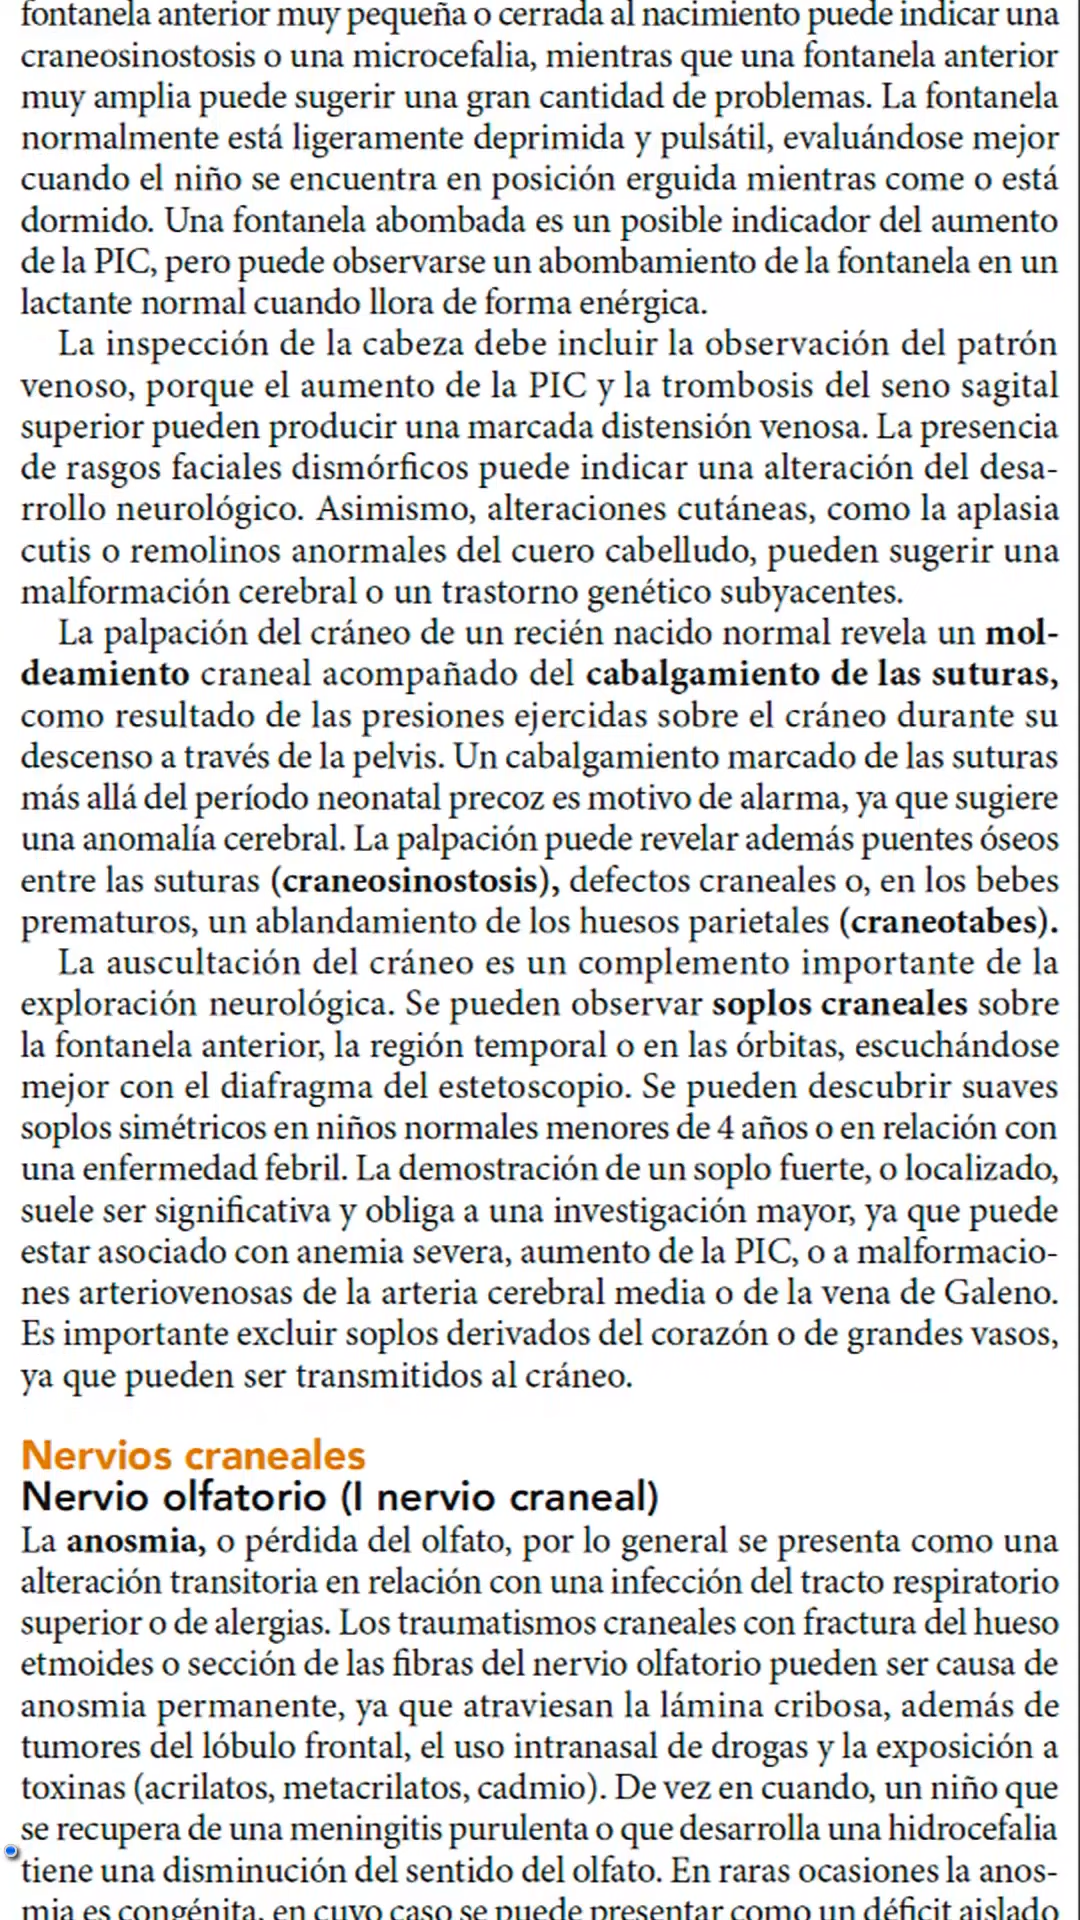 fontanela anterior muy pequeña o cerrada al nacimiento puede indicar una
craneosinostosis o una microcefalia, mientras que una fontanela anterior
muy amplia puede sugerir una gran cantidad de problemas. La fontanela
normalmente está ligeramente deprimida y pulsátil, evaluándose mejor
cuando el niño se encuentra en posición erguida mientras come o está
dormido. Una fontanela abombada es un posible indicador del aumento
de la PIC, pero puede observarse un abombamiento de la fontanela en un
lactante normal cuando llora de forma enérgica.
La inspección de la cabeza debe incluir la observación del patrón
venoso, porque el aumento de la PIC y la trombosis del seno sagital
superior pueden producir una marcada distensión venosa. La presencia
de rasgos faciales dismórficos puede indicar una alteración del desa-
rrollo neurológico. Asimismo, alteraciones cutáneas, como la aplasia
cutis o remolinos anormales del cuero cabelludo, pueden sugerir una
malformación cerebral o un trastorno genético subyacentes.
La palpación del cráneo de un recién nacido normal revela un mol-
deamiento craneal acompañado del cabalgamiento de las suturas,
como resultado de las presiones ejercidas sobre el cráneo durante su
descenso a través de la pelvis. Un cabalgamiento marcado de las suturas
más allá del período neonatal precoz es motivo de alarma, ya que sugiere
una anomalía cerebral. La palpación puede revelar además puentes óseos
entre las suturas (craneosinostosis), defectos craneales o, en los bebes
prematuros, un ablandamiento de los huesos parietales (craneotabes).
La auscultación del cráneo es un complemento importante de la
exploración neurológica. Se pueden observar soplos craneales sobre
la fontanela anterior, la región temporal o en las órbitas, escuchándose
mejor con el diafragma del estetoscopio. Se pueden descubrir suaves
soplos simétricos en niños normales menores de 4 años o en relación con
una enfermedad febril. La demostración de un soplo fuerte, o localizado,
suele ser significativa y obliga a una investigación mayor, ya que puede
estar asociado con anemia severa, aumento de la PIC, o a malformacio-
nes arteriovenosas de la arteria cerebral media o de la vena de Galeno.
Es importante excluir soplos derivados del corazón o de grandes vasos,
ya que pueden ser transmitidos al cráneo.
Nervios craneales
Nervio olfatorio (I nervio craneal)
La anosmia, o pérdida del olfato, por lo general se presenta como una
alteración transitoria en relación con una infección del tracto respiratorio
superior o de alergias. Los traumatismos craneales con fractura del hueso
etmoides o sección de las fibras del nervio olfatorio pueden ser causa de
anosmia permanente, ya que atraviesan la lámina cribosa, además de
tumores del lóbulo frontal, el uso intranasal de drogas y la exposición a
toxinas (acrilatos, metacrilatos, cadmio). De vez en cuando, un niño que
se recupera de una meningitis purulenta o que desarrolla una hidrocefalia
tiene una disminución del sentido del olfato. En raras ocasiones la anos-
mia es congénita, en cuyo caso se puede presentar como un déficit aislado